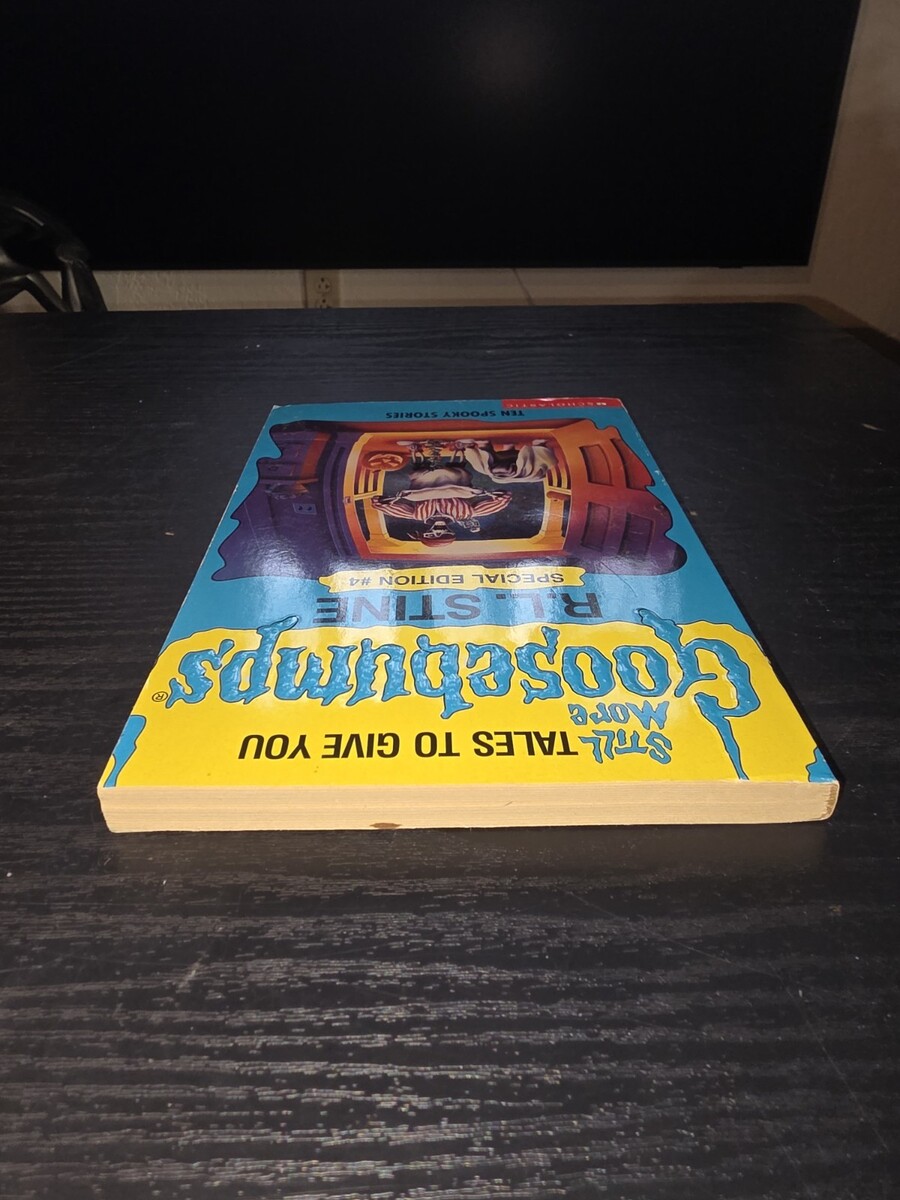 STILL
More
TALES TO GIVE YOU
Goosebumps®
R.L. STINE
SPECIAL EDITION #4
TEN SPOOKY STORIES
SCHOLASTIC